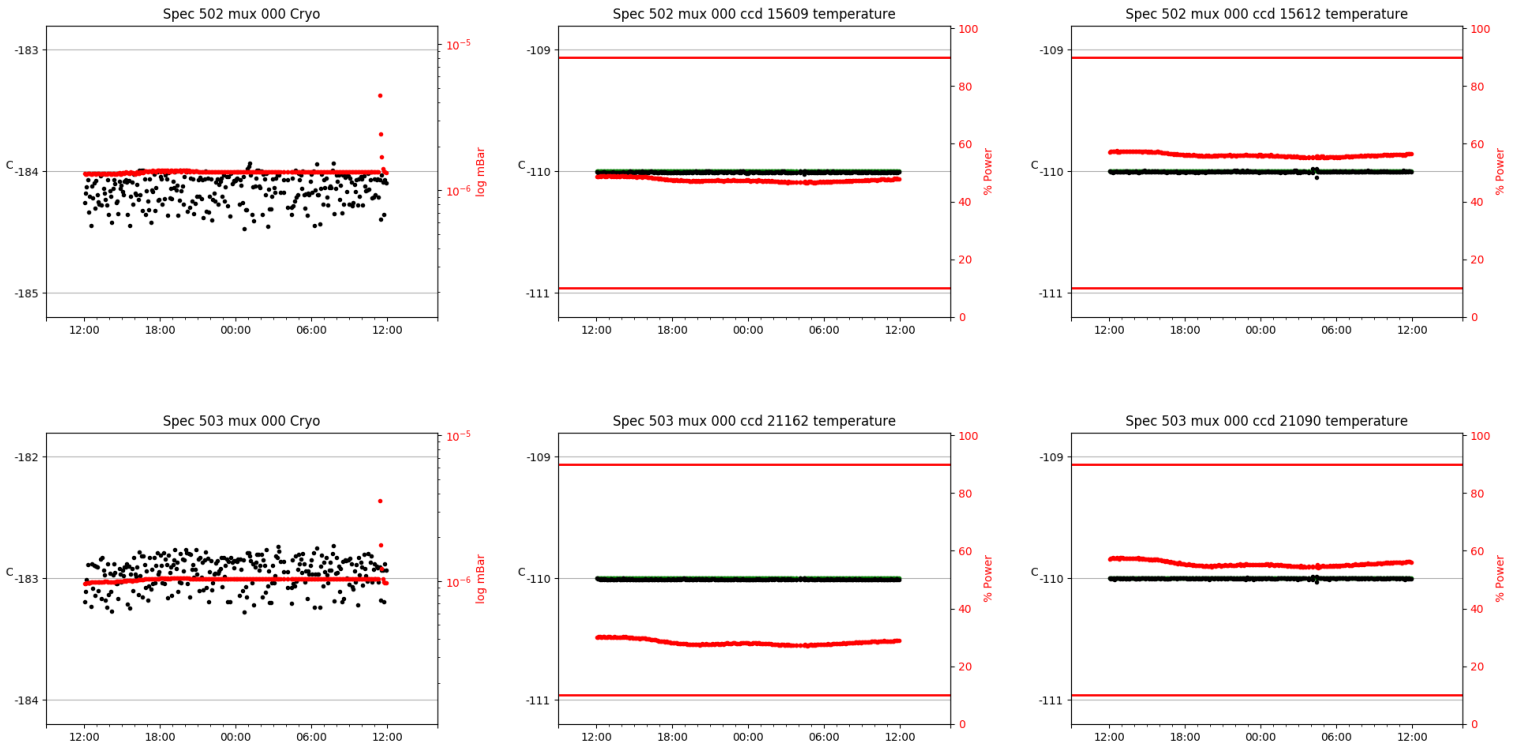 Spec 502 mux 000 Cryo
-183
-184
-185
C
10⁻⁵
10⁻⁶
log mBar
12:00 18:00 00:00 06:00 12:00
Spec 502 mux 000 ccd 15609 temperature
-109
-110
-111
C
100
80
60
40
20
0
% Power
12:00 18:00 00:00 06:00 12:00
Spec 502 mux 000 ccd 15612 temperature
-109
-110
-111
C
100
80
60
40
20
0
% Power
12:00 18:00 00:00 06:00 12:00
Spec 503 mux 000 Cryo
-182
-183
-184
C
10⁻⁵
10⁻⁶
log mBar
12:00 18:00 00:00 06:00 12:00
Spec 503 mux 000 ccd 21162 temperature
-109
-110
-111
C
100
80
60
40
20
0
% Power
12:00 18:00 00:00 06:00 12:00
Spec 503 mux 000 ccd 21090 temperature
-109
-110
-111
C
100
80
60
40
20
0
% Power
12:00 18:00 00:00 06:00 12:00